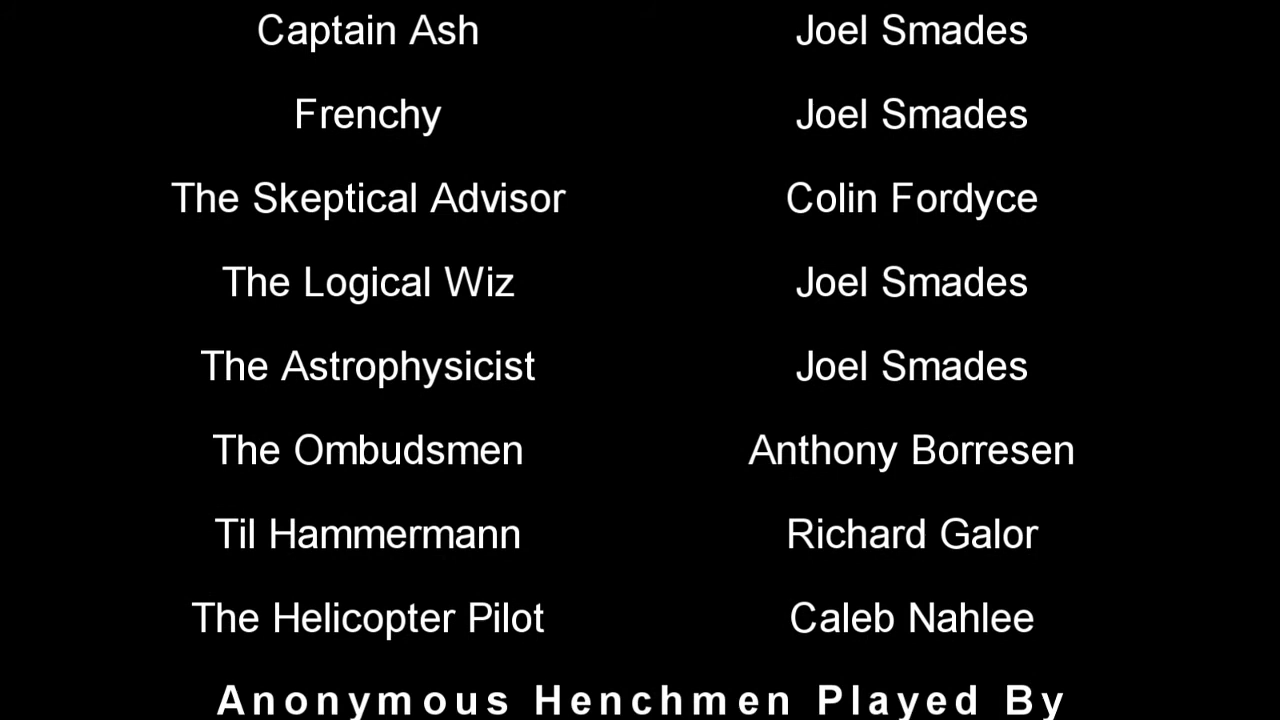 Captain Ash Joel Smades
Frenchy Joel Smades
The Skeptical Advisor Colin Fordyce
The Logical Wiz Joel Smades
The Astrophysicist Joel Smades
The Ombudsmen Anthony Borresen
Til Hammermann Richard Galor
The Helicopter Pilot Caleb Nahlee
Anonymous Henchmen Played By